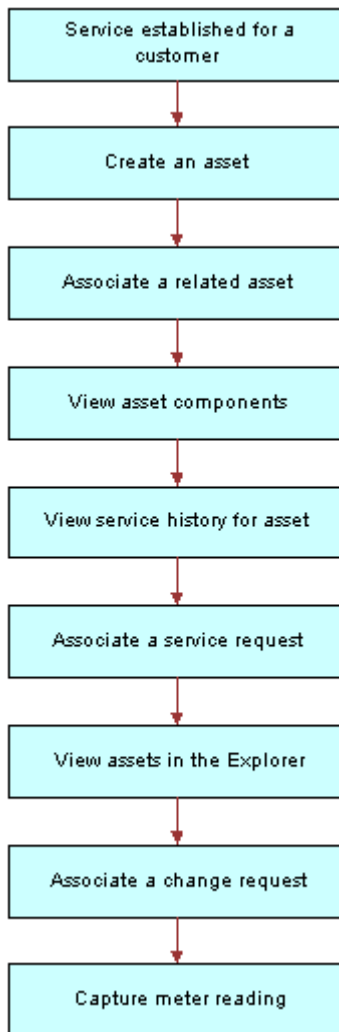 Service established for a
customer
Create an asset
Associate a related asset
View asset components
View service history for asset
Associate a service request
View assets in the Explorer
Associate a change request
Capture meter reading